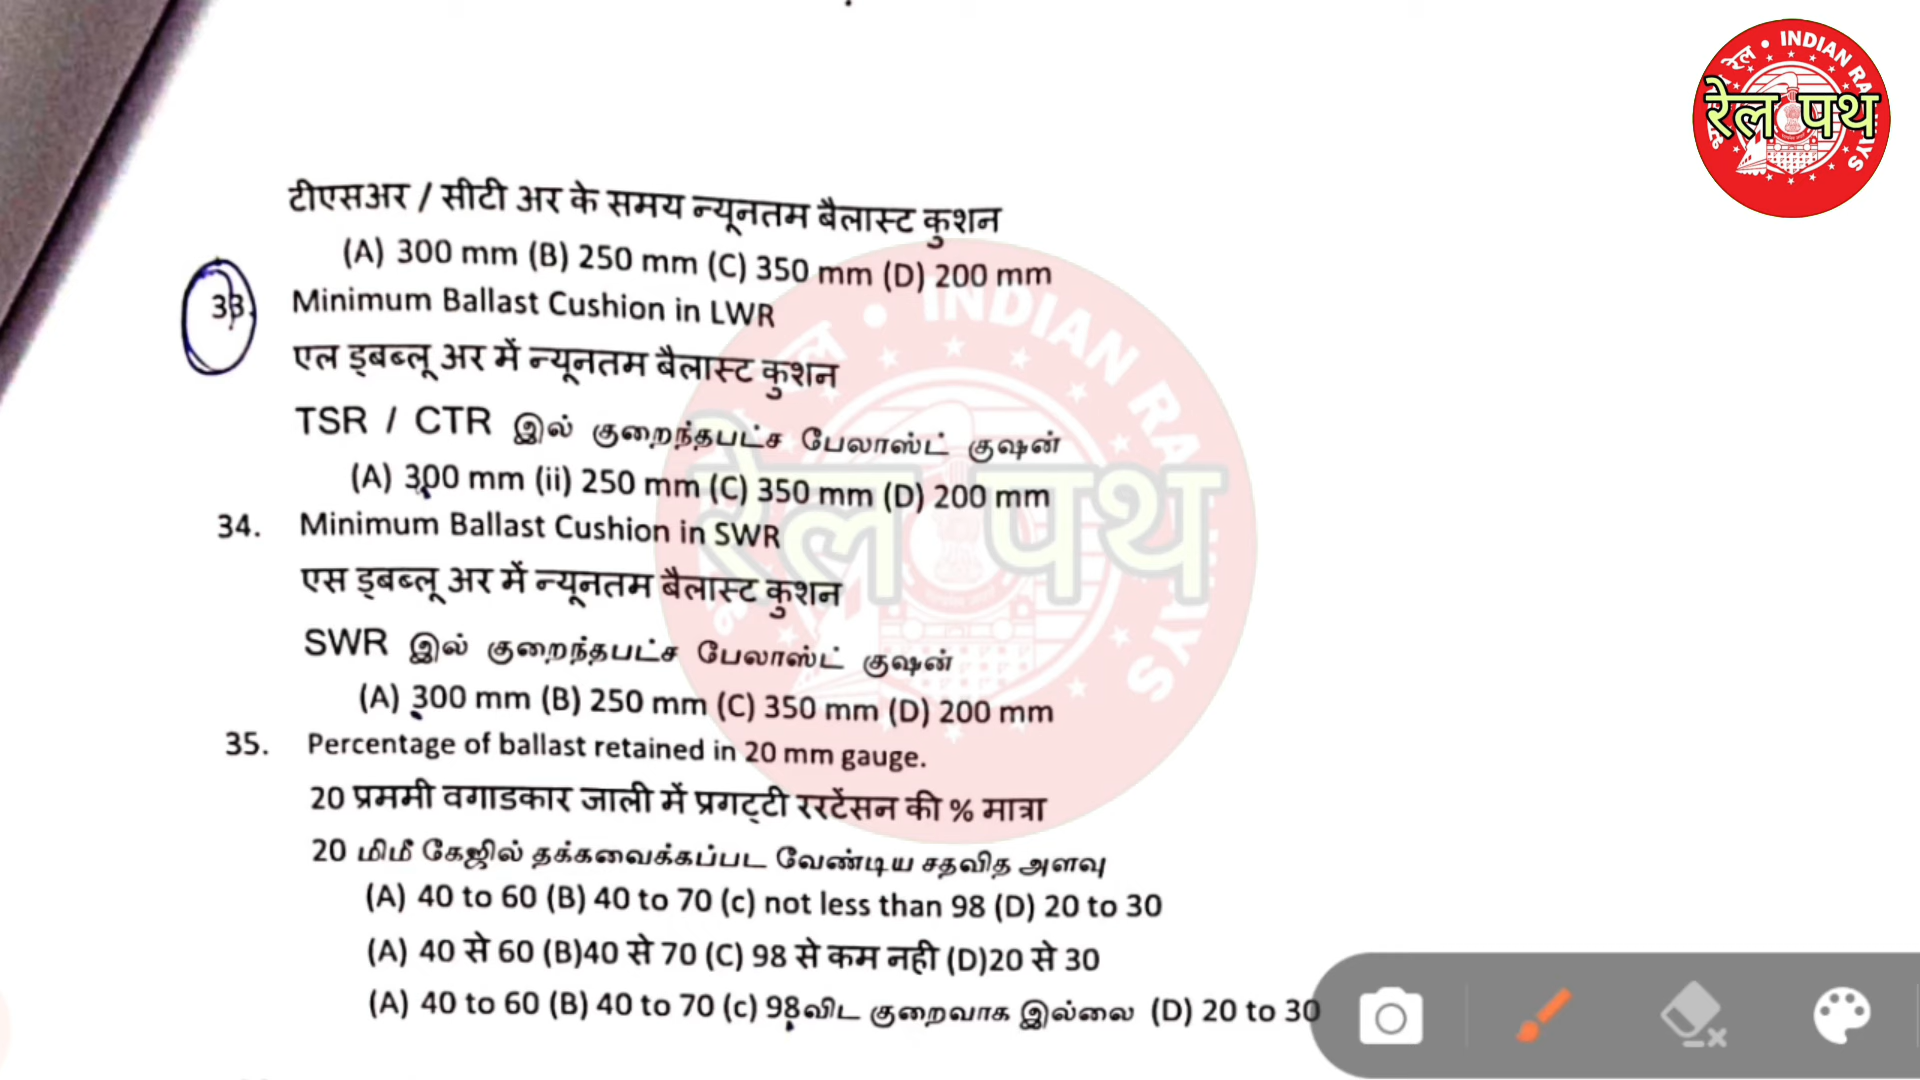 टीएसअर / सीटी अर के समय न्यूनतम बैलास्ट कुशन
(A) 300 mm (B) 250 mm (C) 350 mm (D) 200 mm
33. Minimum Ballast Cushion in LWR
एल ड्बब्लू अर में न्यूनतम बैलास्ट कुशन
TSR / CTR இல் குறைந்தபட்ச பேலாஸ்ட் குஷன்
(A) 300 mm (ii) 250 mm (C) 350 mm (D) 200 mm
34. Minimum Ballast Cushion in SWR
एस ड्बब्लू अर में न्यूनतम बैलास्ट कुशन
SWR இல் குறைந்தபட்ச பேலாஸ்ட் குஷன்
(A) 300 mm (B) 250 mm (C) 350 mm (D) 200 mm
35. Percentage of ballast retained in 20 mm gauge.
20 प्रममी वगाडकार जाली में प्रगट्टी ररटेंसन की % मात्रा
20 மிமீ கேஜில் தக்கவைக்கப்பட வேண்டிய சதவித அளவு
(A) 40 to 60 (B) 40 to 70 (c) not less than 98 (D) 20 to 30
(A) 40 से 60 (B)40 से 70 (C) 98 से कम नही (D)20 से 30
(A) 40 to 60 (B) 40 to 70 (c) 98விட குறைவாக இல்லை (D) 20 to 30
INDIAN RAILWAYS
रेल पथ